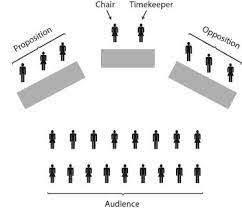 Chair Timekeeper
Proposition
Opposition
Audience